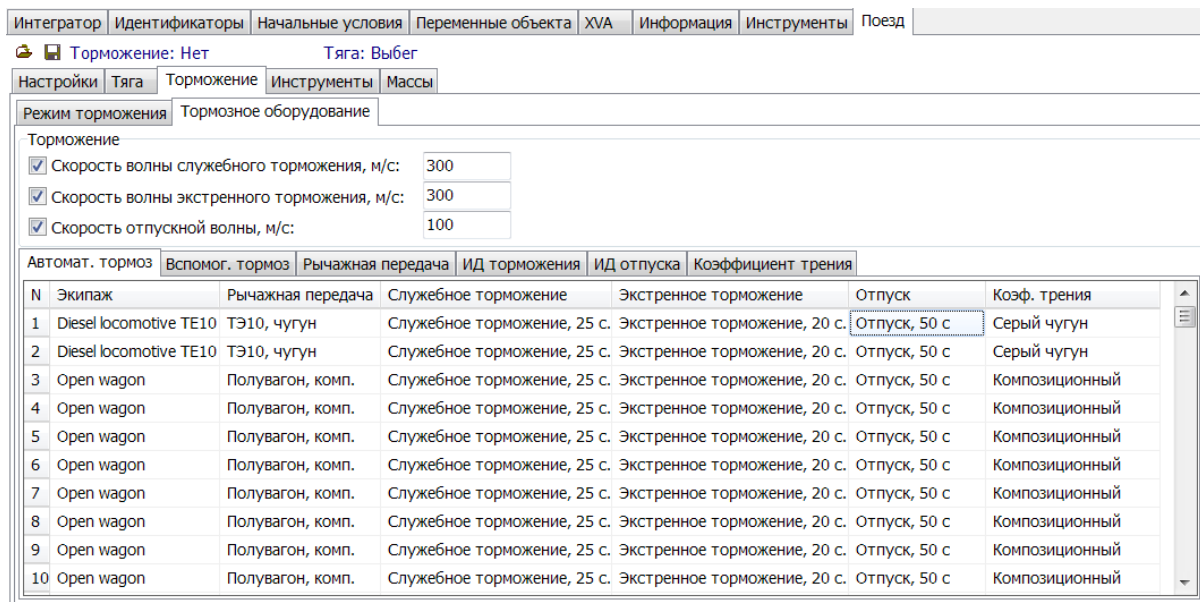 Интегратор Идентификаторы Начальные условия Переменные объекта XVA Информация Инструменты Поезд
Торможение: Нет Тяга: Выбег
Настройки Тяга Торможение Инструменты Массы
Режим торможения Тормозное оборудование
Торможение
Скорость волны служебного торможения, м/с: 300
Скорость волны экстренного торможения, м/с: 300
Скорость отпускной волны, м/с: 100
Автомат. тормоз Вспомог. тормоз Рычажная передача ИД торможения ИД отпуска Коэффициент трения
N Экипаж Рычажная передача Служебное торможение Экстренное торможение Отпуск Коэф. трения
1 Diesel locomotive TE10 ТЭ10, чугун Служебное торможение, 25 с. Экстренное торможение, 20 с. Отпуск, 50 с Серый чугун
2 Diesel locomotive TE10 ТЭ10, чугун Служебное торможение, 25 с. Экстренное торможение, 20 с. Отпуск, 50 с Серый чугун
3 Open wagon Полувагон, комп. Служебное торможение, 25 с. Экстренное торможение, 20 с. Отпуск, 50 с Композиционный
4 Open wagon Полувагон, комп. Служебное торможение, 25 с. Экстренное торможение, 20 с. Отпуск, 50 с Композиционный
5 Open wagon Полувагон, комп. Служебное торможение, 25 с. Экстренное торможение, 20 с. Отпуск, 50 с Композиционный
6 Open wagon Полувагон, комп. Служебное торможение, 25 с. Экстренное торможение, 20 с. Отпуск, 50 с Композиционный
7 Open wagon Полувагон, комп. Служебное торможение, 25 с. Экстренное торможение, 20 с. Отпуск, 50 с Композиционный
8 Open wagon Полувагон, комп. Служебное торможение, 25 с. Экстренное торможение, 20 с. Отпуск, 50 с Композиционный
9 Open wagon Полувагон, комп. Служебное торможение, 25 с. Экстренное торможение, 20 с. Отпуск, 50 с Композиционный
10 Open wagon Полувагон, комп. Служебное торможение, 25 с. Экстренное торможение, 20 с. Отпуск, 50 с Композиционный